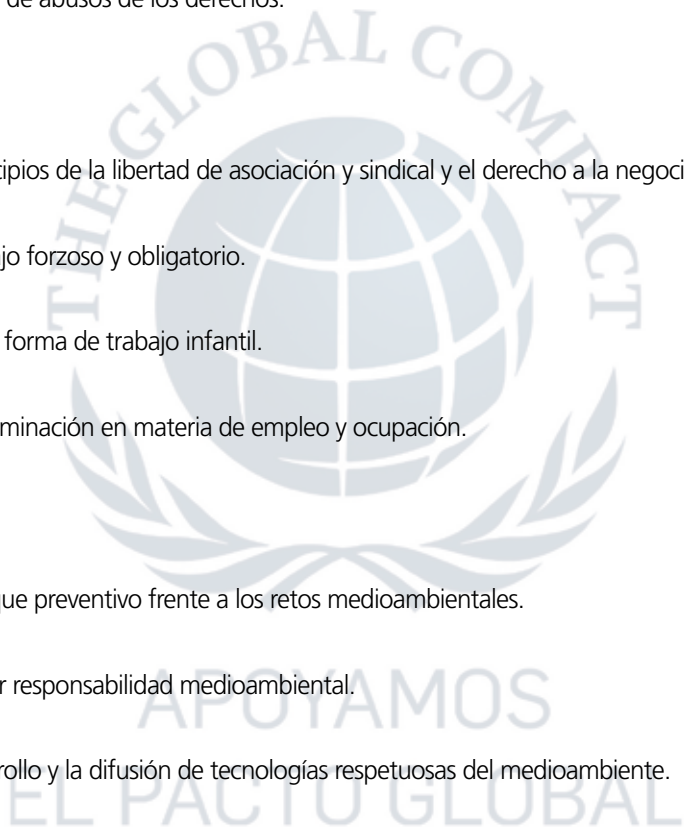 de abusos de los derechos.
THE GLOBAL COMPACT
cipios de la libertad de asociación y sindical y el derecho a la negoci
jo forzoso y obligatorio.
forma de trabajo infantil.
minación en materia de empleo y ocupación.
ue preventivo frente a los retos medioambientales.
r responsabilidad medioambiental.
APOYAMOS
rollo y la difusión de tecnologías respetuosas del medioambiente.
EL PACTO GLOBAL